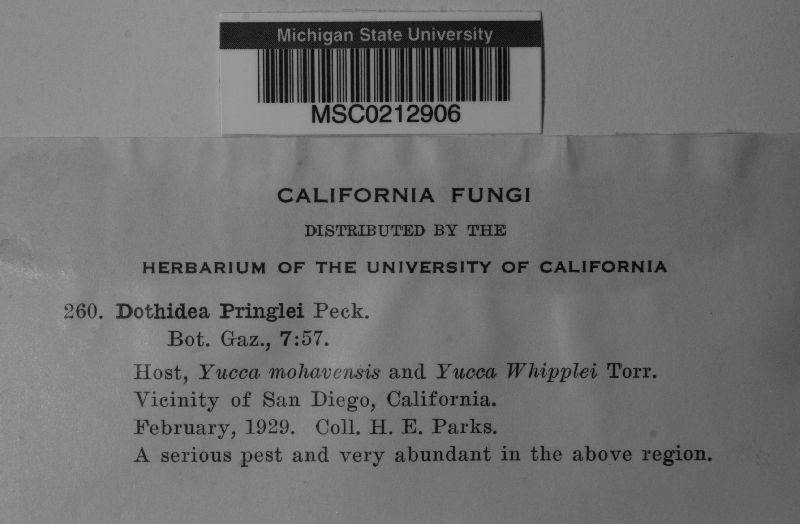 Michigan State University
MSC0212906
CALIFORNIA FUNGI
DISTRIBUTED BY THE
HERBARIUM OF THE UNIVERSITY OF CALIFORNIA
260. Dothidea Pringlei Peck.
Bot. Gaz., 7:57.
Host, Yucca mohavensis and Yucca Whipplei Torr.
Vicinity of San Diego, California.
February, 1929. Coll. H. E. Parks.
A serious pest and very abundant in the above region.